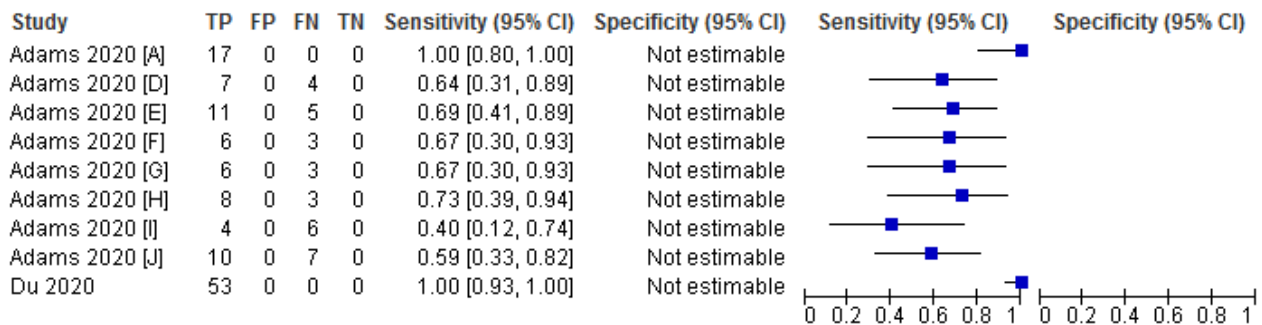 Study TP FP FN TN Sensitivity (95% CI) Specificity (95% CI) Sensitivity (95% CI) Specificity (95% CI)
Adams 2020 [A] 17 0 0 0 1.00 [0.80, 1.00] Not estimable
Adams 2020 [D] 7 0 4 0 0.64 [0.31, 0.89] Not estimable
Adams 2020 [E] 11 0 5 0 0.69 [0.41, 0.89] Not estimable
Adams 2020 [F] 6 0 3 0 0.67 [0.30, 0.93] Not estimable
Adams 2020 [G] 6 0 3 0 0.67 [0.30, 0.93] Not estimable
Adams 2020 [H] 8 0 3 0 0.73 [0.39, 0.94] Not estimable
Adams 2020 [I] 4 0 6 0 0.40 [0.12, 0.74] Not estimable
Adams 2020 [J] 10 0 7 0 0.59 [0.33, 0.82] Not estimable
Du 2020 53 0 0 0 1.00 [0.93, 1.00] Not estimable
0 0.2 0.4 0.6 0.8 1 0 0.2 0.4 0.6 0.8 1